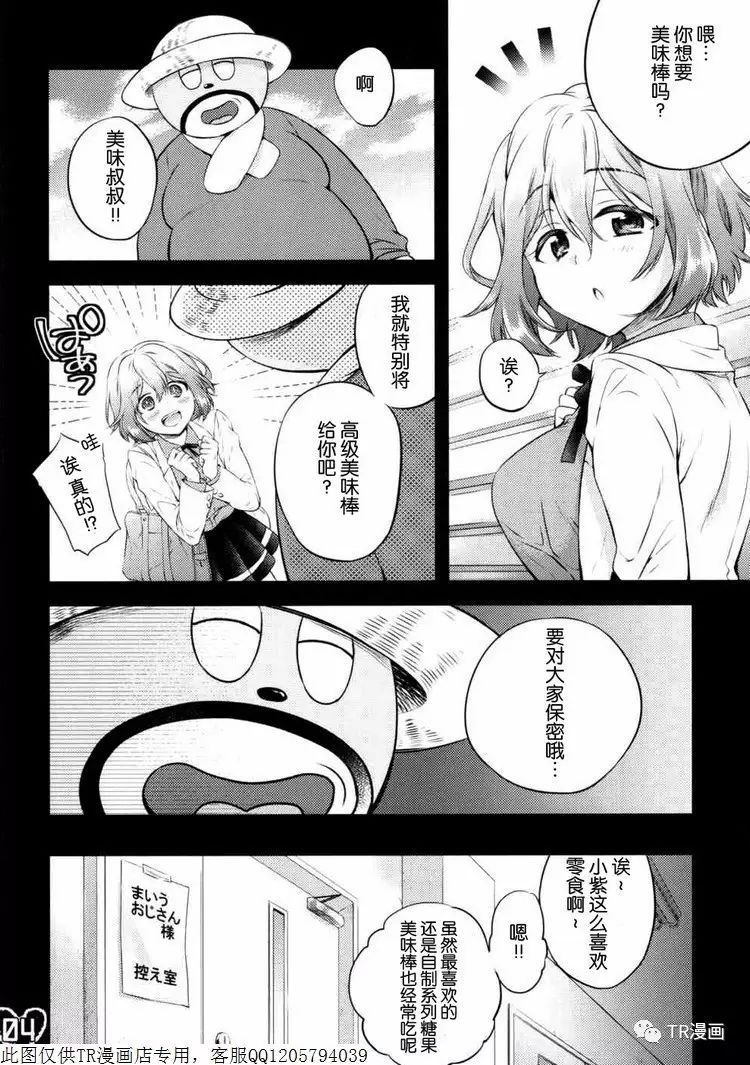 喂…
你想要
美味棒吗？
诶？
啊
美味叔叔!!
我就特别将
高级美味棒
给你吧？
ぱあっ
哇
诶真的!?
要对大家保密哦…
诶~
小紫这么喜欢
零食啊~
嗯!!
虽然最喜欢的
还是自制系列糖果
美味棒也经常吃呢
まいう
おじさん
様
控え室
04
TR漫画
此图仅供TR漫画店专用，客服QQ1205794039